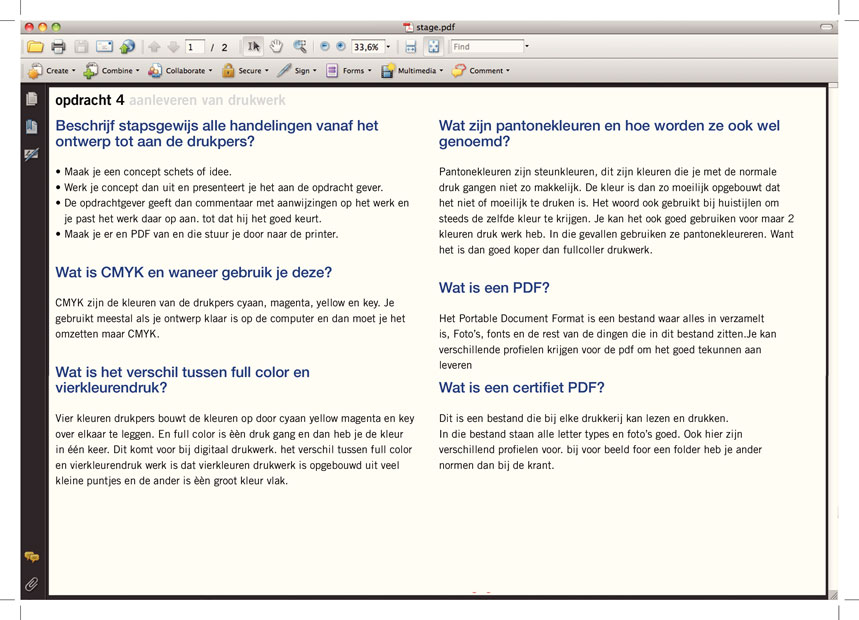 stage.pdf
1 / 2 33,6% Find
Create Combine Collaborate Secure Sign Forms Multimedia Comment
opdracht 4 aanleveren van drukwerk
Beschrijf stapsgewijs alle handelingen vanaf het
ontwerp tot aan de drukpers?
• Maak je een concept schets of idee.
• Werk je concept dan uit en presenteert je het aan de opdracht gever.
• De opdrachtgever geeft dan commentaar met aanwijzingen op het werk en
je past het werk daar op aan. tot dat hij het goed keurt.
• Maak je er en PDF van en die stuur je door naar de printer.
Wat is CMYK en waneer gebruik je deze?
CMYK zijn de kleuren van de drukpers cyaan, magenta, yellow en key. Je
gebruikt meestal als je ontwerp klaar is op de computer en dan moet je het
omzetten maar CMYK.
Wat is het verschil tussen full color en
vierkleurendruk?
Vier kleuren drukpers bouwt de kleuren op door cyaan yellow magenta en key
over elkaar te leggen. En full color is èèn druk gang en dan heb je de kleur
in één keer. Dit komt voor bij digitaal drukwerk. het verschil tussen full color
en vierkleurendruk werk is dat vierkleuren drukwerk is opgebouwd uit veel
kleine puntjes en de ander is èèn groot kleur vlak.
Wat zijn pantonekleuren en hoe worden ze ook wel
genoemd?
Pantonekleuren zijn steunkleuren, dit zijn kleuren die je met de normale
druk gangen niet zo makkelijk. De kleur is dan zo moeilijk opgebouwt dat
het niet of moeilijk te druken is. Het woord ook gebruikt bij huistijlen om
steeds de zelfde kleur te krijgen. Je kan het ook goed gebruiken voor maar 2
kleuren druk werk heb. In die gevallen gebruiken ze pantonekleureren. Want
het is dan goed koper dan fullcoller drukwerk.
Wat is een PDF?
Het Portable Document Format is een bestand waar alles in verzamelt
is, Foto's, fonts en de rest van de dingen die in dit bestand zitten.Je kan
verschillende profielen krijgen voor de pdf om het goed tekunnen aan
leveren
Wat is een certifiet PDF?
Dit is een bestand die bij elke drukkerij kan lezen en drukken.
In die bestand staan alle letter types en foto's goed. Ook hier zijn
verschillend profielen voor. bij voor beeld foor een folder heb je ander
normen dan bij de krant.